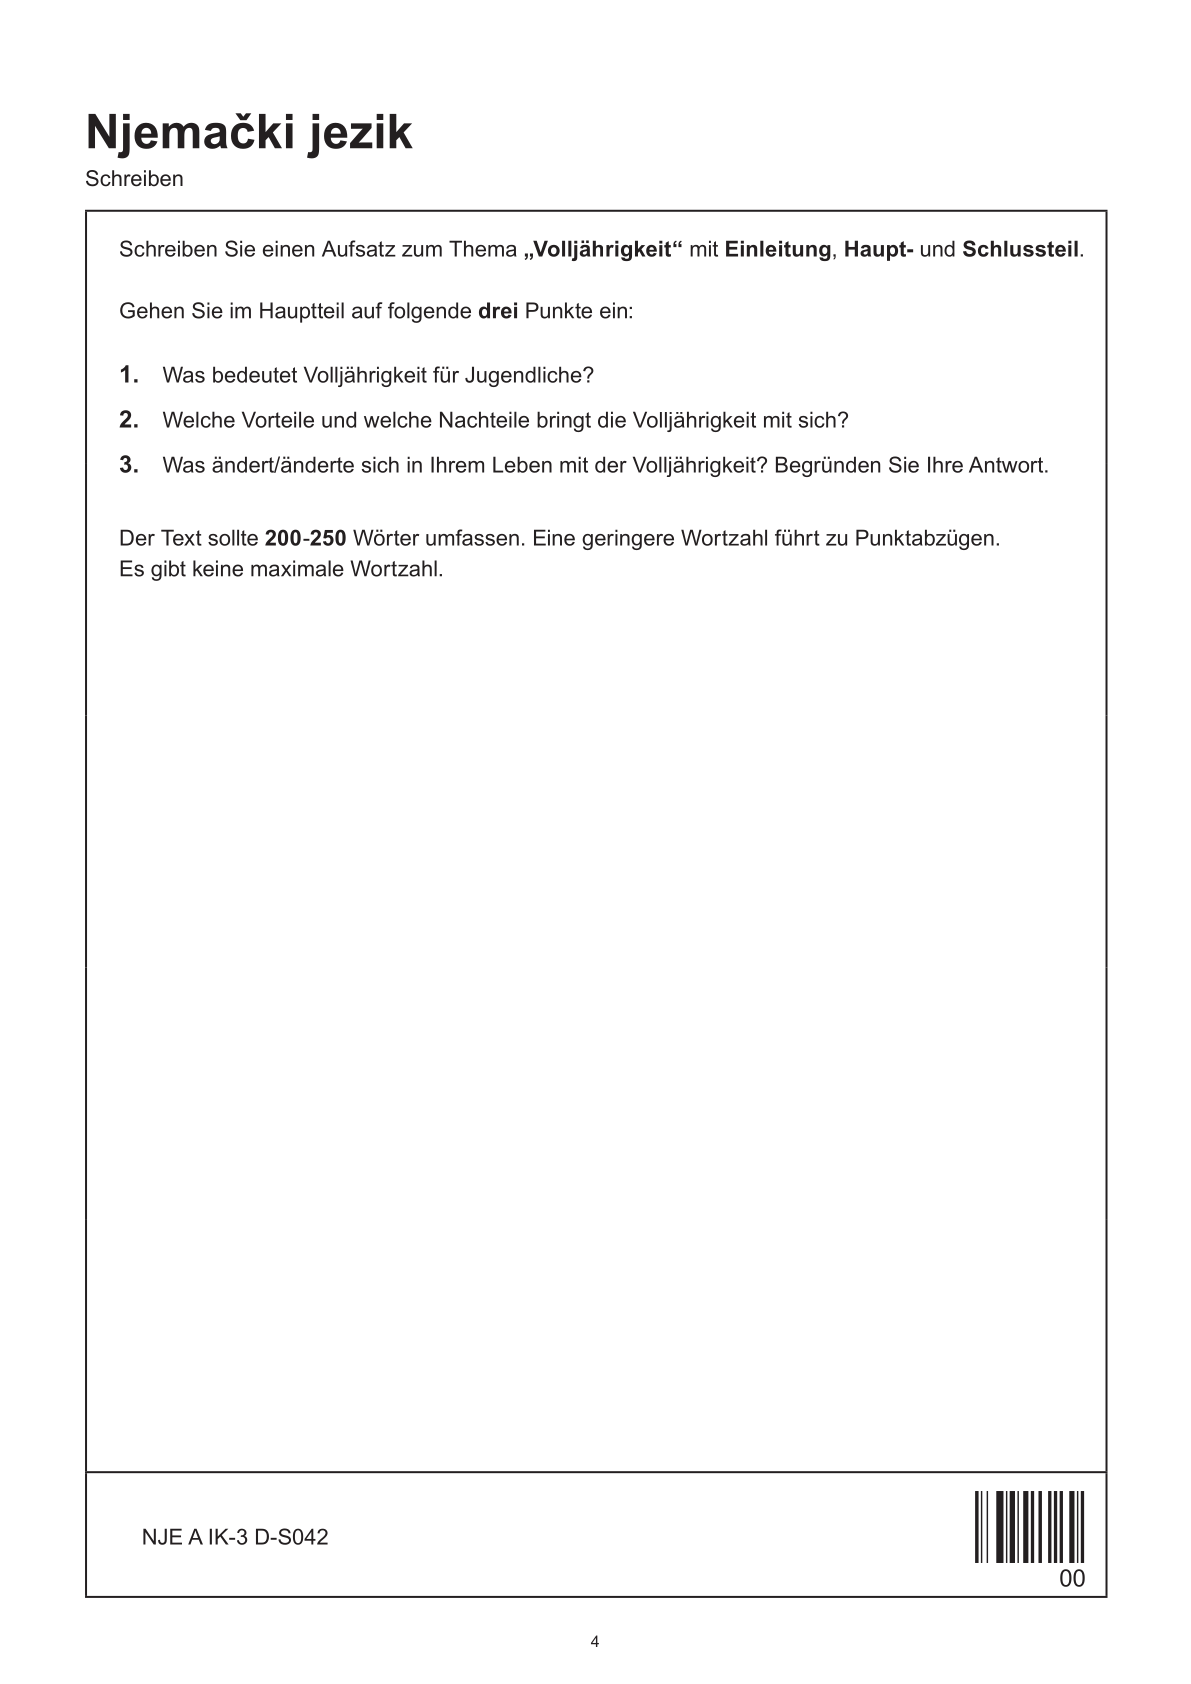 Njemački jezik
Schreiben
Schreiben Sie einen Aufsatz zum Thema „Volljährigkeit“ mit Einleitung, Haupt- und Schlussteil.
Gehen Sie im Hauptteil auf folgende drei Punkte ein:
1. Was bedeutet Volljährigkeit für Jugendliche?
2. Welche Vorteile und welche Nachteile bringt die Volljährigkeit mit sich?
3. Was ändert/änderte sich in Ihrem Leben mit der Volljährigkeit? Begründen Sie Ihre Antwort.
Der Text sollte 200-250 Wörter umfassen. Eine geringere Wortzahl führt zu Punktabzügen.
Es gibt keine maximale Wortzahl.
NJE A IK-3 D-S042
00
4